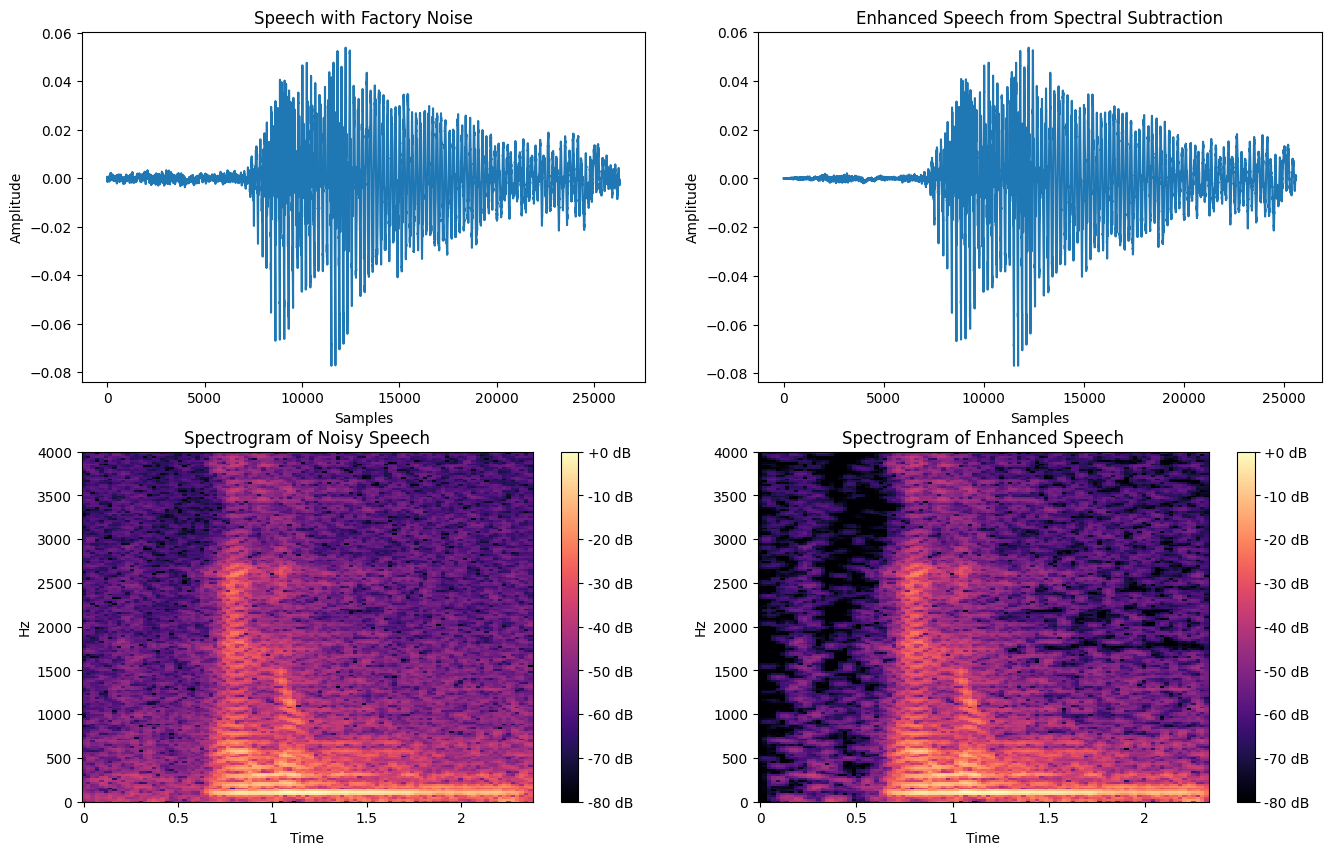 Speech with Factory Noise
Enhanced Speech from Spectral Subtraction
0.06
0.04
0.02
0.00
−0.02
−0.04
−0.06
−0.08
Amplitude
0
5000
10000
15000
20000
25000
Samples
0.06
0.04
0.02
0.00
−0.02
−0.04
−0.06
−0.08
Amplitude
0
5000
10000
15000
20000
25000
Samples
Spectrogram of Noisy Speech
4000
3500
3000
2500
2000
1500
1000
500
0
Hz
0
0.5
1
1.5
2
Time
+0 dB
-10 dB
-20 dB
-30 dB
-40 dB
-50 dB
-60 dB
-70 dB
-80 dB
Spectrogram of Enhanced Speech
4000
3500
3000
2500
2000
1500
1000
500
0
Hz
0
0.5
1
1.5
2
Time
+0 dB
-10 dB
-20 dB
-30 dB
-40 dB
-50 dB
-60 dB
-70 dB
-80 dB